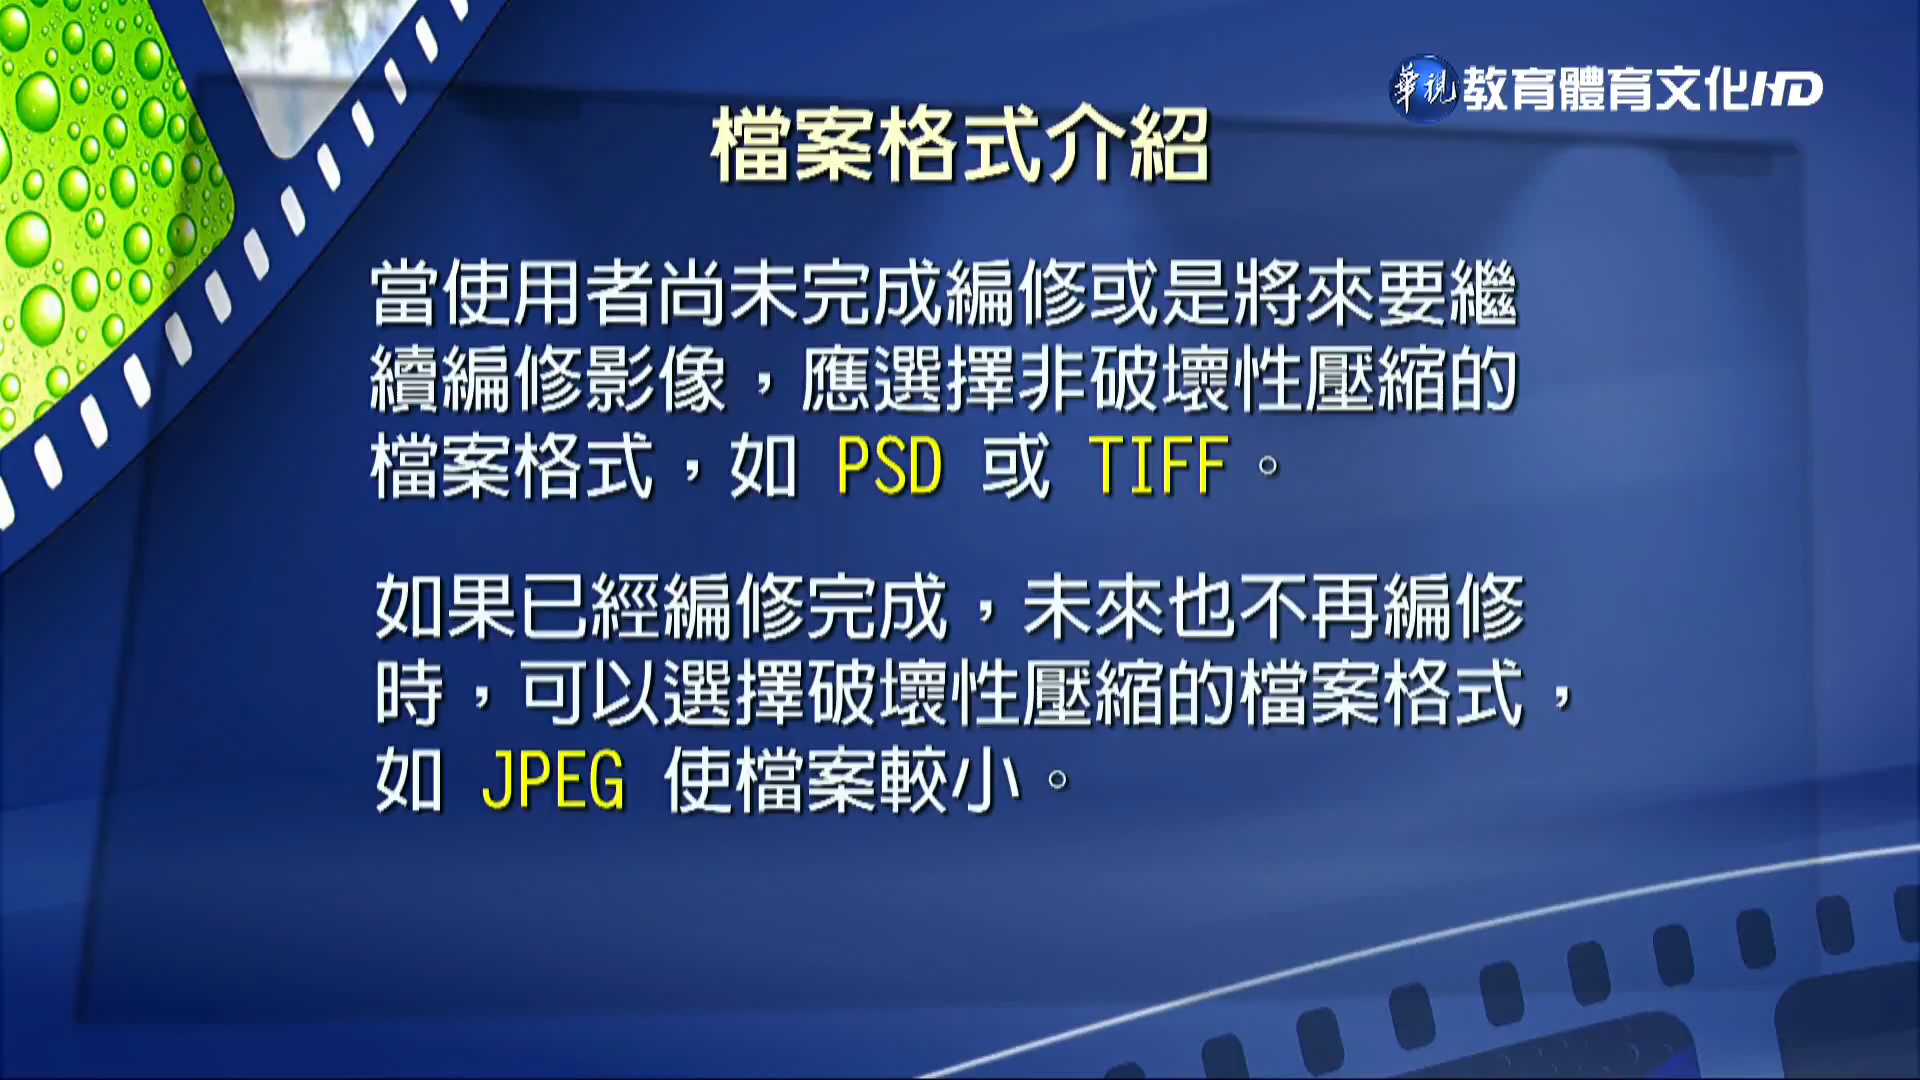 華視 教育體育文化HD
檔案格式介紹
當使用者尚未完成編修或是將來要繼
續編修影像，應選擇非破壞性壓縮的
檔案格式，如 PSD 或 TIFF。
如果已經編修完成，未來也不再編修
時，可以選擇破壞性壓縮的檔案格式，
如 JPEG 使檔案較小。